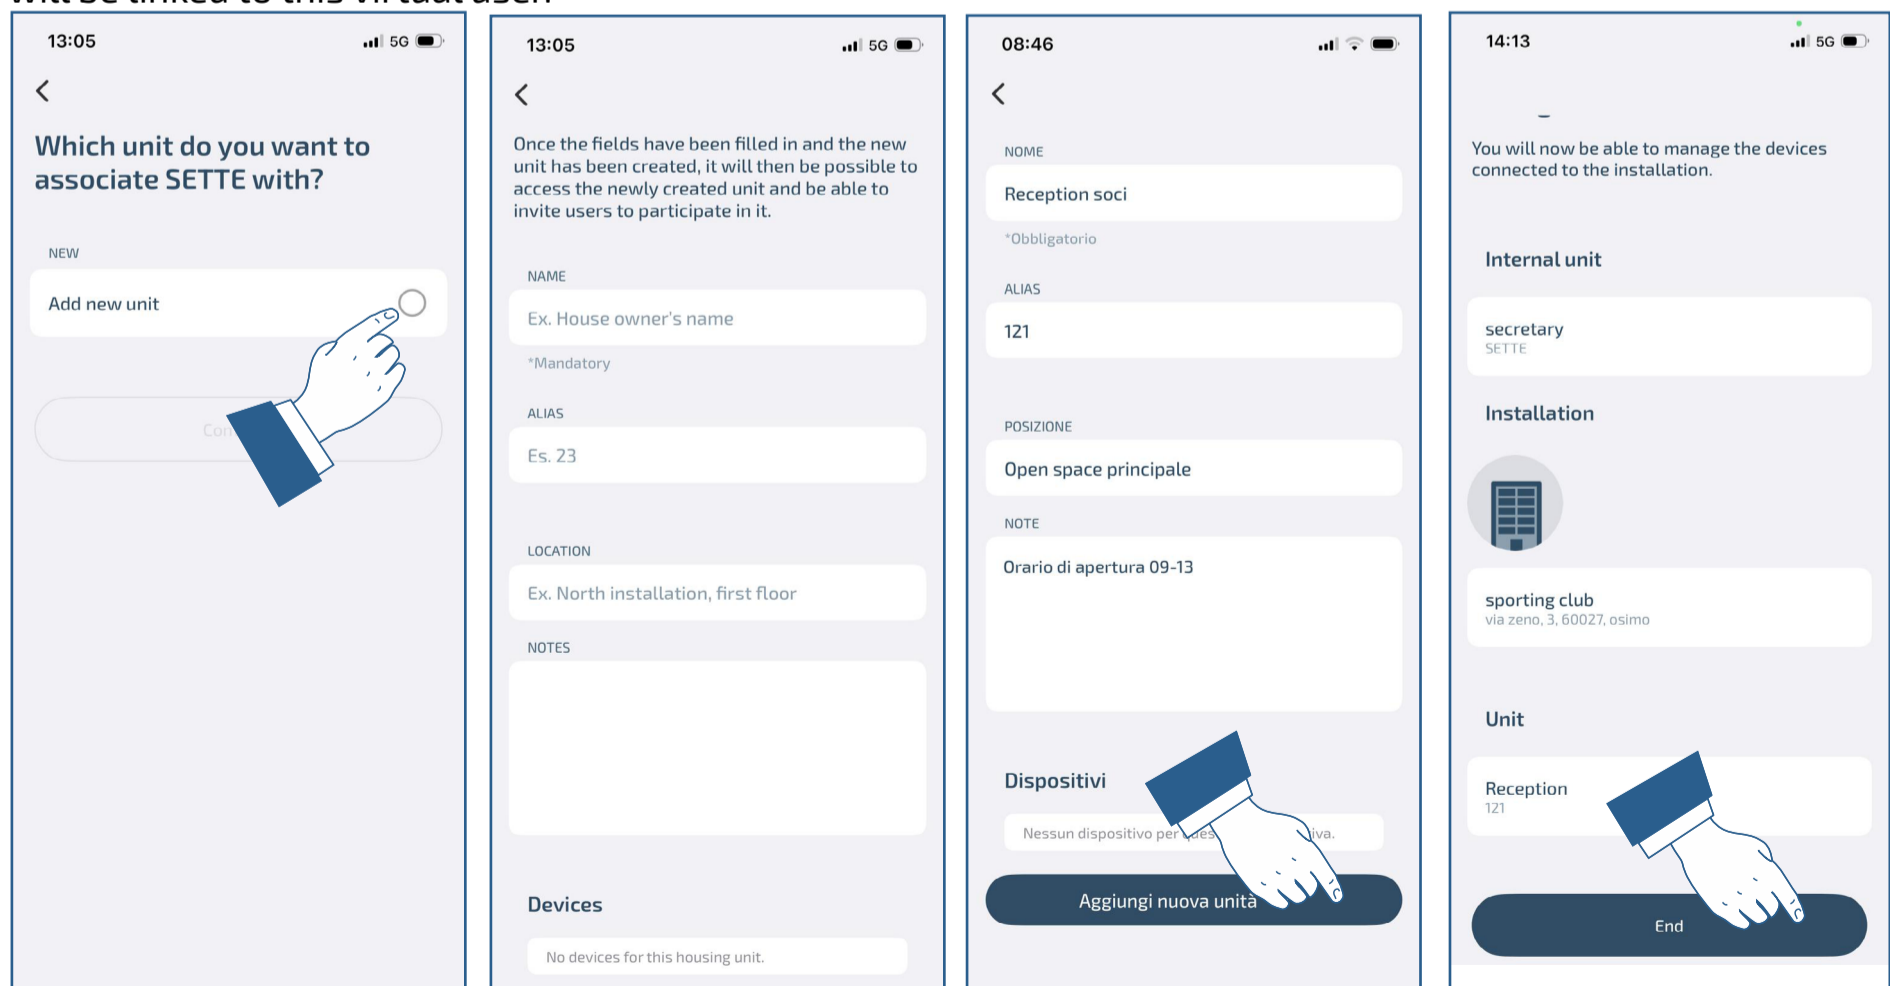 will be linked to this virtual user.
13:05
5G
Which unit do you want to
associate SETTE with?
NEW
Add new unit
13:05
5G
Once the fields have been filled in and the new
unit has been created, it will then be possible to
access the newly created unit and be able to
invite users to participate in it.
NAME
Ex. House owner's name
*Mandatory
ALIAS
Es. 23
LOCATION
Ex. North installation, first floor
NOTES
Devices
No devices for this housing unit.
08:46
NOME
Reception soci
*Obbligatorio
ALIAS
121
POSIZIONE
Open space principale
NOTE
Orario di apertura 09-13
Dispositivi
Nessun dispositivo per
Aggiungi nuova unità
14:13
5G
You will now be able to manage the devices
connected to the installation.
Internal unit
secretary
SETTE
Installation
sporting club
via zeno, 3, 60027, osimo
Unit
Reception
121
End